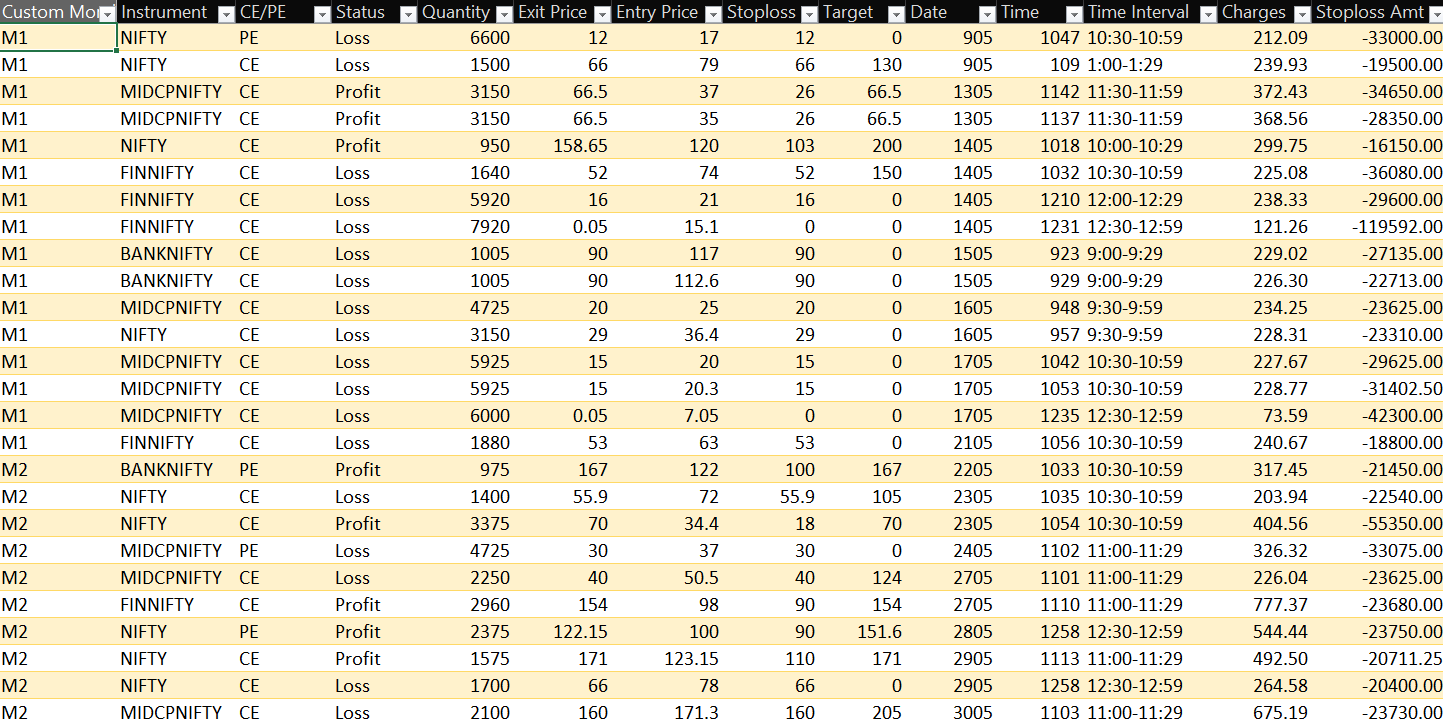 Custom Mor Instrument CE/PE Status Quantity Exit Price Entry Price Stoploss Target Date Time Time Interval Charges Stoploss Amt
M1 NIFTY PE Loss 6600 12 17 12 0 905 1047 10:30-10:59 212.09 -33000.00
M1 NIFTY CE Loss 1500 66 79 66 130 905 109 1:00-1:29 239.93 -19500.00
M1 MIDCPNIFTY CE Profit 3150 66.5 37 26 66.5 1305 1142 11:30-11:59 372.43 -34650.00
M1 MIDCPNIFTY CE Profit 3150 66.5 35 26 66.5 1305 1137 11:30-11:59 368.56 -28350.00
M1 NIFTY CE Profit 950 158.65 120 103 200 1405 1018 10:00-10:29 299.75 -16150.00
M1 FINNIFTY CE Loss 1640 52 74 52 150 1405 1032 10:30-10:59 225.08 -36080.00
M1 FINNIFTY CE Loss 5920 16 21 16 0 1405 1210 12:00-12:29 238.33 -29600.00
M1 FINNIFTY CE Loss 7920 0.05 15.1 0 0 1405 1231 12:30-12:59 121.26 -119592.00
M1 BANKNIFTY CE Loss 1005 90 117 90 0 1505 923 9:00-9:29 229.02 -27135.00
M1 BANKNIFTY CE Loss 1005 90 112.6 90 0 1505 929 9:00-9:29 226.30 -22713.00
M1 MIDCPNIFTY CE Loss 4725 20 25 20 0 1605 948 9:30-9:59 234.25 -23625.00
M1 NIFTY CE Loss 3150 29 36.4 29 0 1605 957 9:30-9:59 228.31 -23310.00
M1 MIDCPNIFTY CE Loss 5925 15 20 15 0 1705 1042 10:30-10:59 227.67 -29625.00
M1 MIDCPNIFTY CE Loss 5925 15 20.3 15 0 1705 1053 10:30-10:59 228.77 -31402.50
M1 MIDCPNIFTY CE Loss 6000 0.05 7.05 0 0 1705 1235 12:30-12:59 73.59 -42300.00
M1 FINNIFTY CE Loss 1880 53 63 53 0 2105 1056 10:30-10:59 240.67 -18800.00
M2 BANKNIFTY PE Profit 975 167 122 100 167 2205 1033 10:30-10:59 317.45 -21450.00
M2 NIFTY CE Loss 1400 55.9 72 55.9 105 2305 1035 10:30-10:59 203.94 -22540.00
M2 NIFTY CE Profit 3375 70 34.4 18 70 2305 1054 10:30-10:59 404.56 -55350.00
M2 MIDCPNIFTY PE Loss 4725 30 37 30 0 2405 1102 11:00-11:29 326.32 -33075.00
M2 MIDCPNIFTY CE Loss 2250 40 50.5 40 124 2705 1101 11:00-11:29 226.04 -23625.00
M2 FINNIFTY CE Profit 2960 154 98 90 154 2705 1110 11:00-11:29 777.37 -23680.00
M2 NIFTY PE Profit 2375 122.15 100 90 151.6 2805 1258 12:30-12:59 544.44 -23750.00
M2 NIFTY CE Profit 1575 171 123.15 110 171 2905 1113 11:00-11:29 492.50 -20711.25
M2 NIFTY CE Loss 1700 66 78 66 0 2905 1258 12:30-12:59 264.58 -20400.00
M2 MIDCPNIFTY CE Loss 2100 160 171.3 160 205 3005 1103 11:00-11:29 675.19 -23730.00